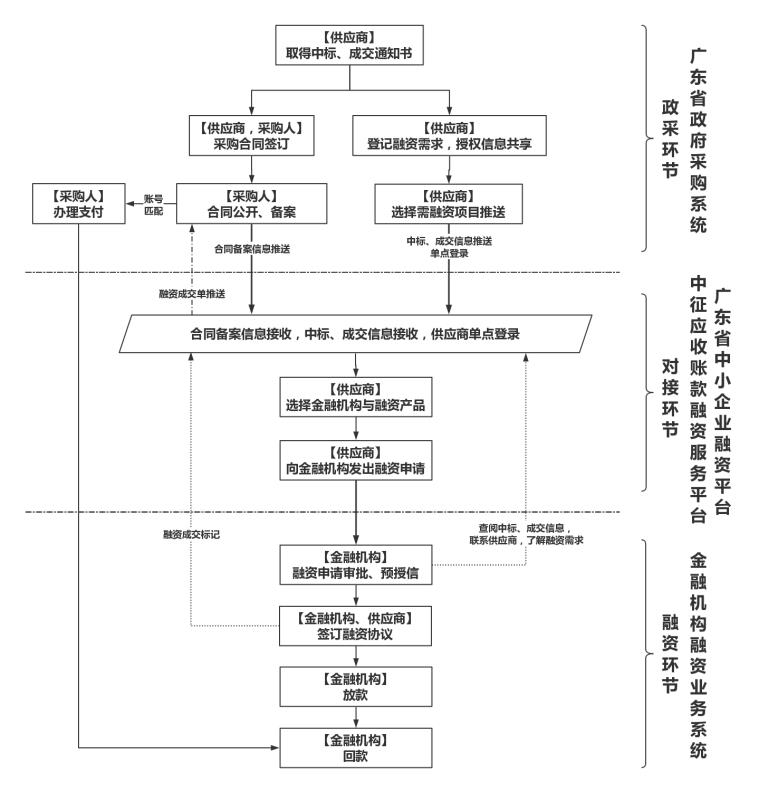 【供应商】
取得中标、成交通知书
【供应商，采购人】
采购合同签订
【供应商】
登记融资需求，授权信息共享
【采购人】
办理支付
账号
匹配
【采购人】
合同公开、备案
【供应商】
选择需融资项目推送
合同备案信息推送
中标、成交信息推送
单点登录
融资成交单推送
合同备案信息接收，中标、成交信息接收，供应商单点登录
【供应商】
选择金融机构与融资产品
【供应商】
向金融机构发出融资申请
融资成交标记
查阅中标、成交信息，
联系供应商，了解融资需求
【金融机构】
融资申请审批、预授信
【金融机构、供应商】
签订融资协议
【金融机构】
放款
【金融机构】
回款
政采环节
广东省政府采购系统
对接环节
中征应收账款融资服务平台
广东省中小企业融资平台
融资环节
金融机构融资业务系统